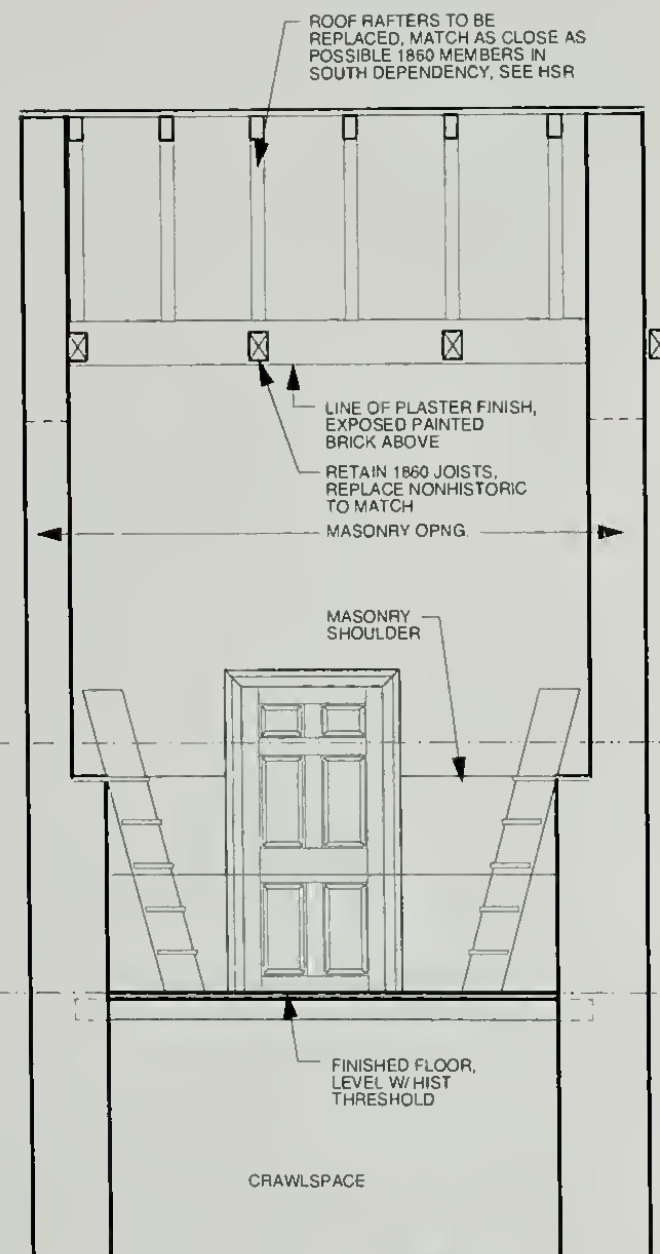 ROOF RAFTERS TO BE
REPLACED, MATCH AS CLOSE AS
POSSIBLE 1860 MEMBERS IN
SOUTH DEPENDENCY, SEE HSR
LINE OF PLASTER FINISH,
EXPOSED PAINTED
BRICK ABOVE
RETAIN 1860 JOISTS,
REPLACE NONHISTORIC
TO MATCH
MASONRY OPNG.
MASONRY
SHOULDER
FINISHED FLOOR,
LEVEL W/ HIST
THRESHOLD
CRAWLSPACE